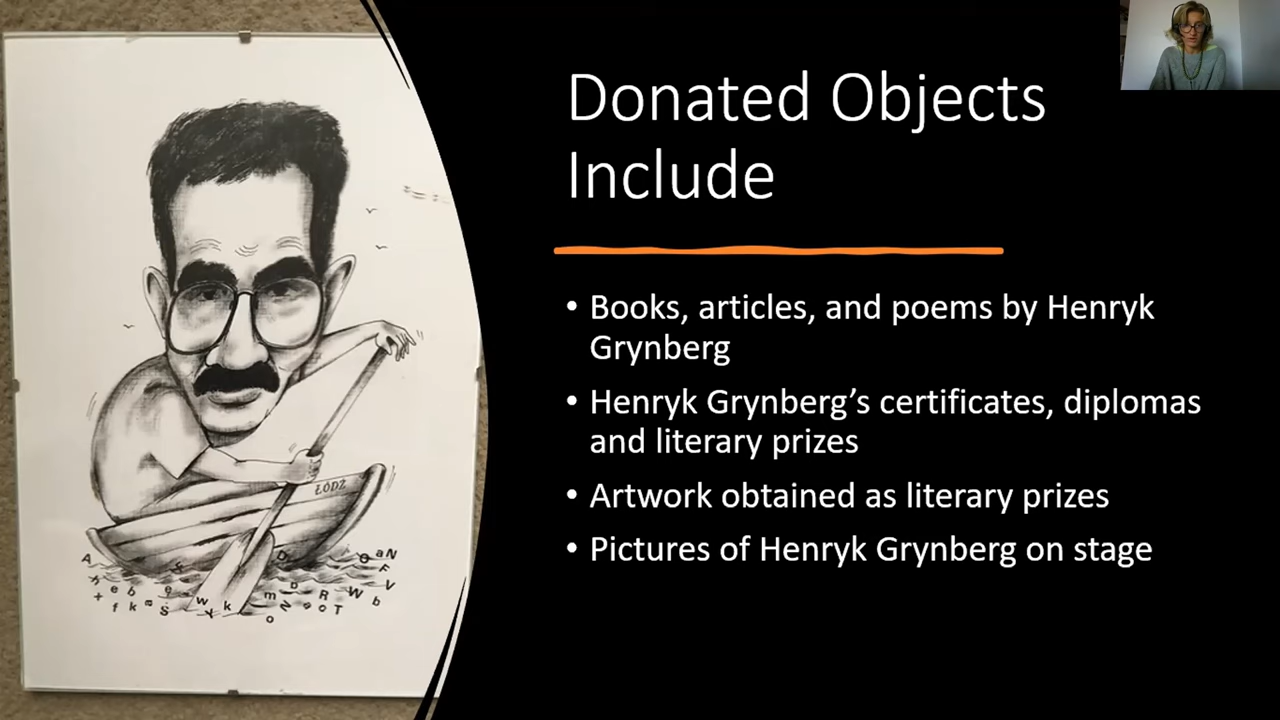 Donated Objects
Include
• Books, articles, and poems by Henryk
Grynberg
• Henryk Grynberg’s certificates, diplomas
and literary prizes
• Artwork obtained as literary prizes
• Pictures of Henryk Grynberg on stage
ŁÓDŹ